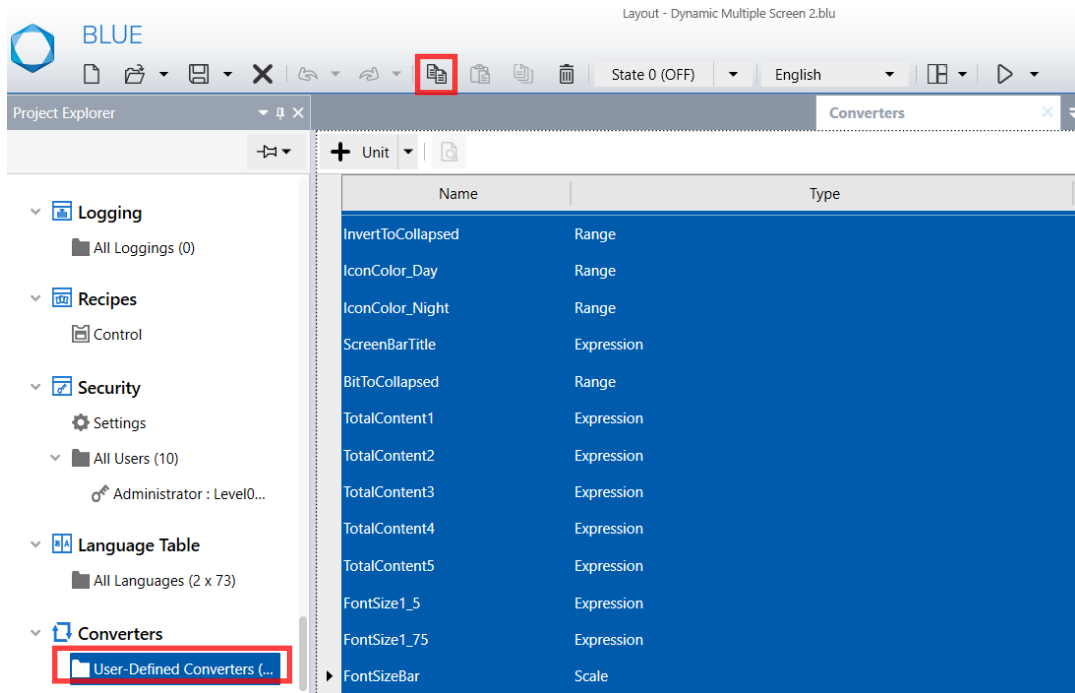 Layout - Dynamic Multiple Screen 2.blu
BLUE
State 0 (OFF)
English
Project Explorer
Converters
Unit
Name
Type
Logging
All Loggings (0)
Recipes
Control
Security
Settings
All Users (10)
Administrator : Level0...
Language Table
All Languages (2 x 73)
Converters
User-Defined Converters (...
InvertToCollapsed Range
IconColor_Day Range
IconColor_Night Range
ScreenBarTitle Expression
BitToCollapsed Range
TotalContent1 Expression
TotalContent2 Expression
TotalContent3 Expression
TotalContent4 Expression
TotalContent5 Expression
FontSize1_5 Expression
FontSize1_75 Expression
FontSizeBar Scale